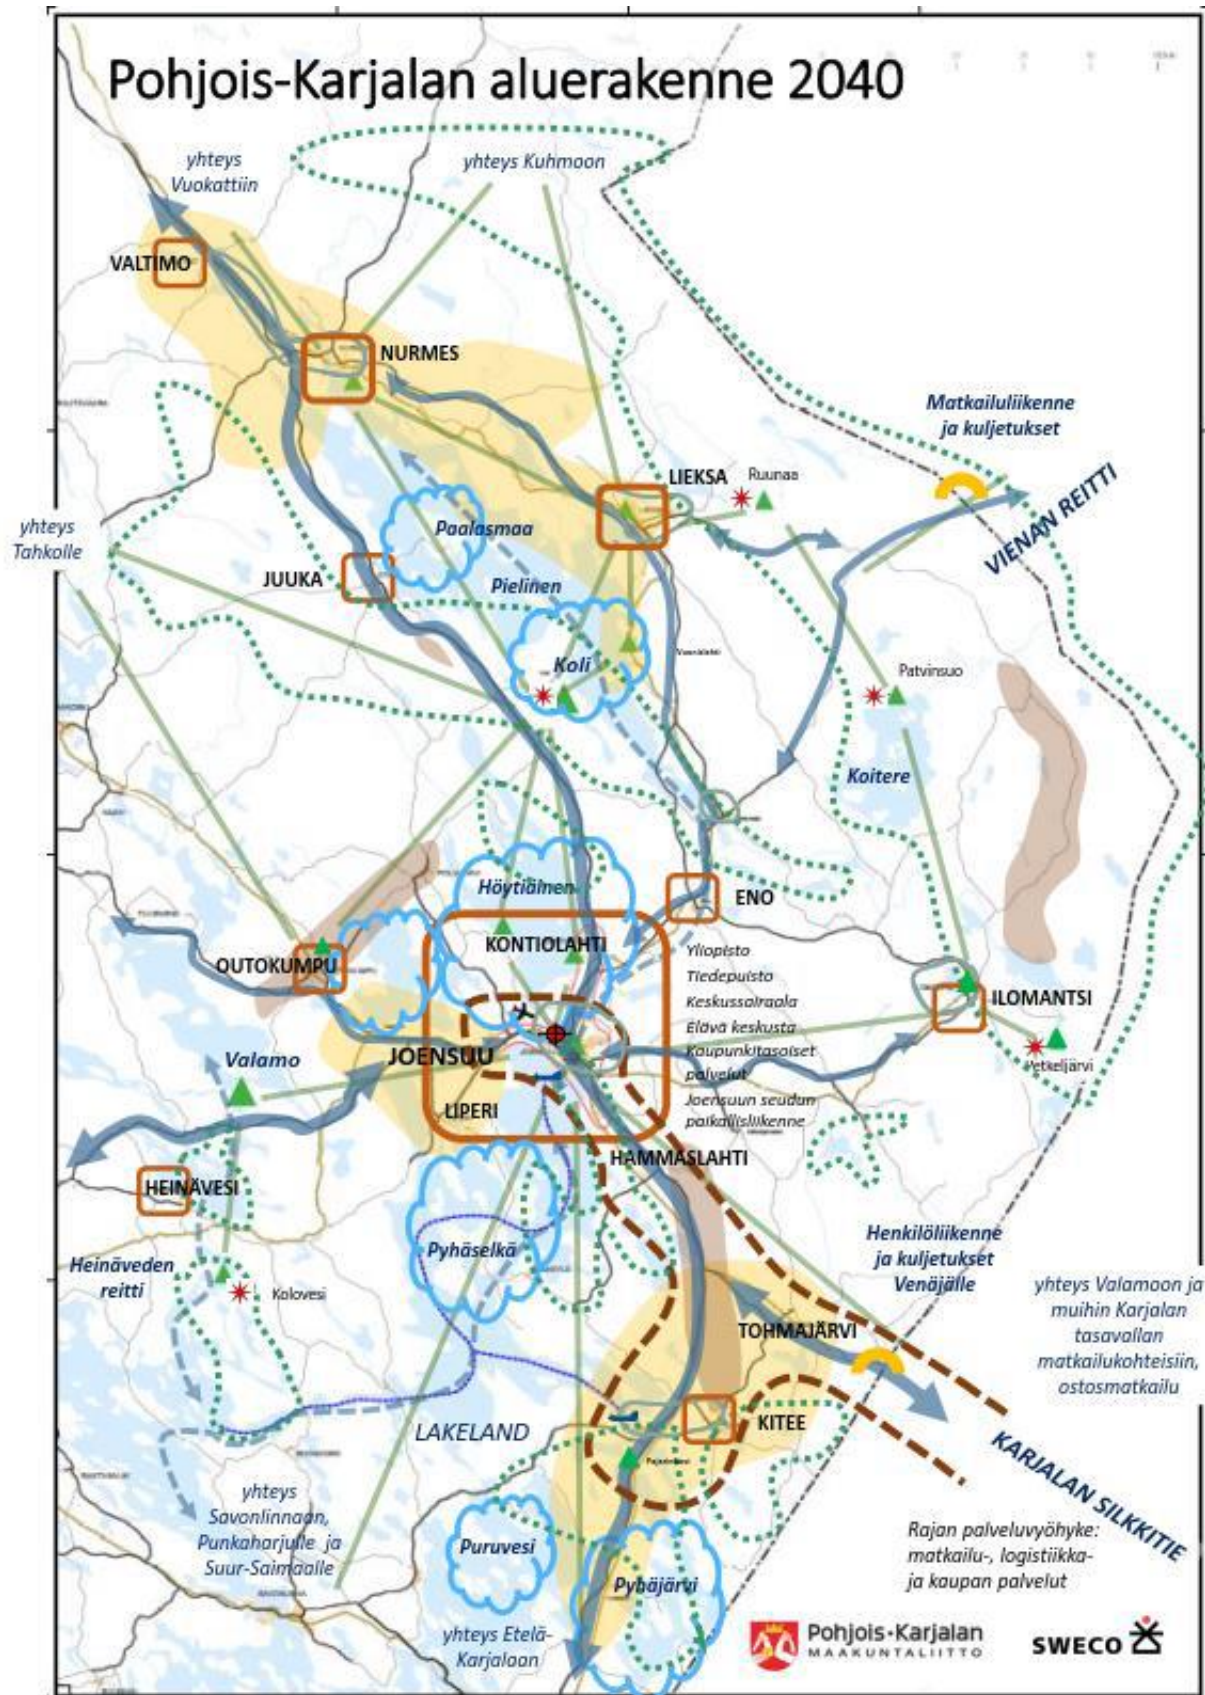 Pohjois-Karjalan aluerakenne 2040
yhteys
Vuokattiin
yhteys Kuhmoon
VALTIMO
NURMES
Matkailuliikenne
ja kuljetukset
LIEKSA
Ruunaa
VIENAN REITTI
yhteys
Tahkolle
Paalasmaa
JUUKA
Pielinen
Koli
Vuonislahti
Patvinsuo
Koitere
Höytiäinen
ENO
KONTIOLAHTI
OUTOKUMPU
Yliopisto
Tiedepuisto
Keskussairaala
Elävä keskusta
Kaupunkitasoiset
palvelut
Joensuun seudun
paikallisliikenne
ILOMANTSI
Petkeljärvi
Valamo
JOENSUU
LIPERI
HAMMASLAHTI
HEINÄVESI
Heinäveden
reitti
Pyhäselkä
Kolovesi
Henkilöliikenne
ja kuljetukset
Venäjälle
yhteys Valamoon ja
muihin Karjalan
tasavallan
matkailukohteisiin,
ostosmatkailu
TOHMAJÄRVI
KITEE
LAKELAND
KARJALAN SILKKITIE
yhteys
Savonlinnaan,
Punkaharjulle ja
Suur-Saimaalle
Puruvesi
Pyhäjärvi
Rajan palveluvyöhyke:
matkailu-, logistiikka-
ja kaupan palvelut
yhteys Etelä-
Karjalaan
Pohjois-Karjalan
MAAKUNTALIITTO
SWECO